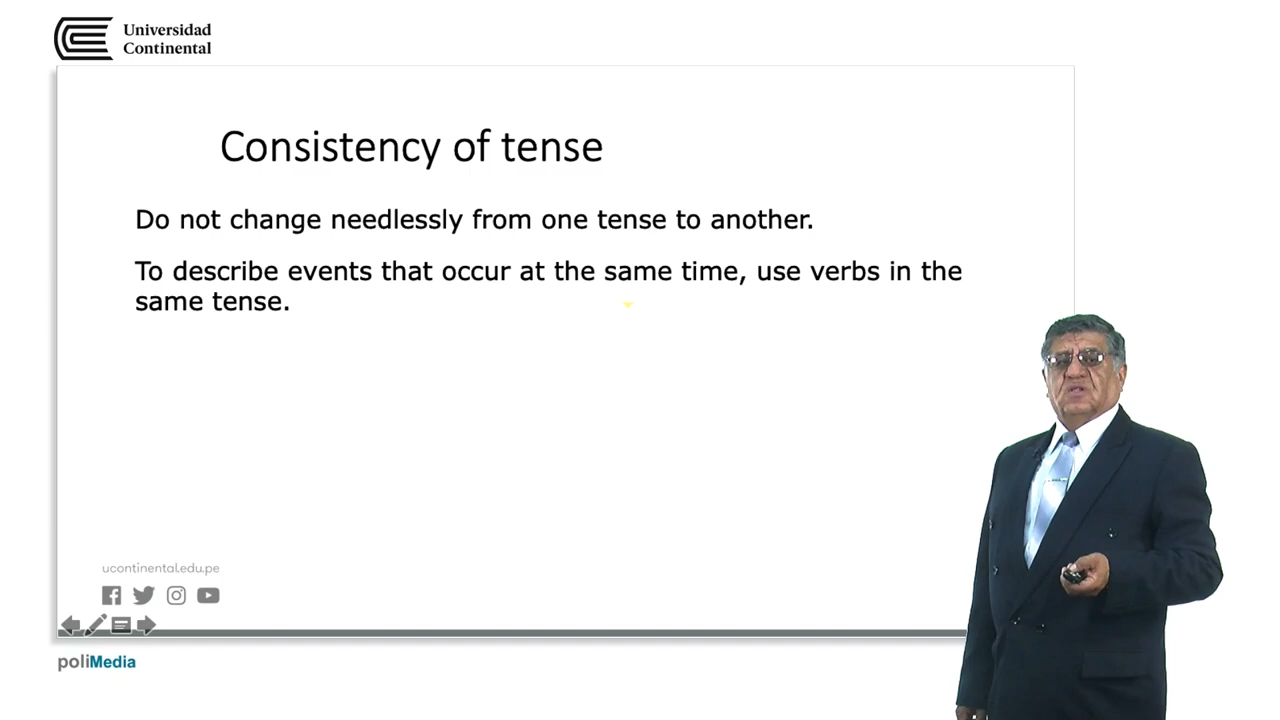 Universidad
Continental
Consistency of tense
Do not change needlessly from one tense to another.
To describe events that occur at the same time, use verbs in the
same tense.
ucontinental.edu.pe
poliMedia